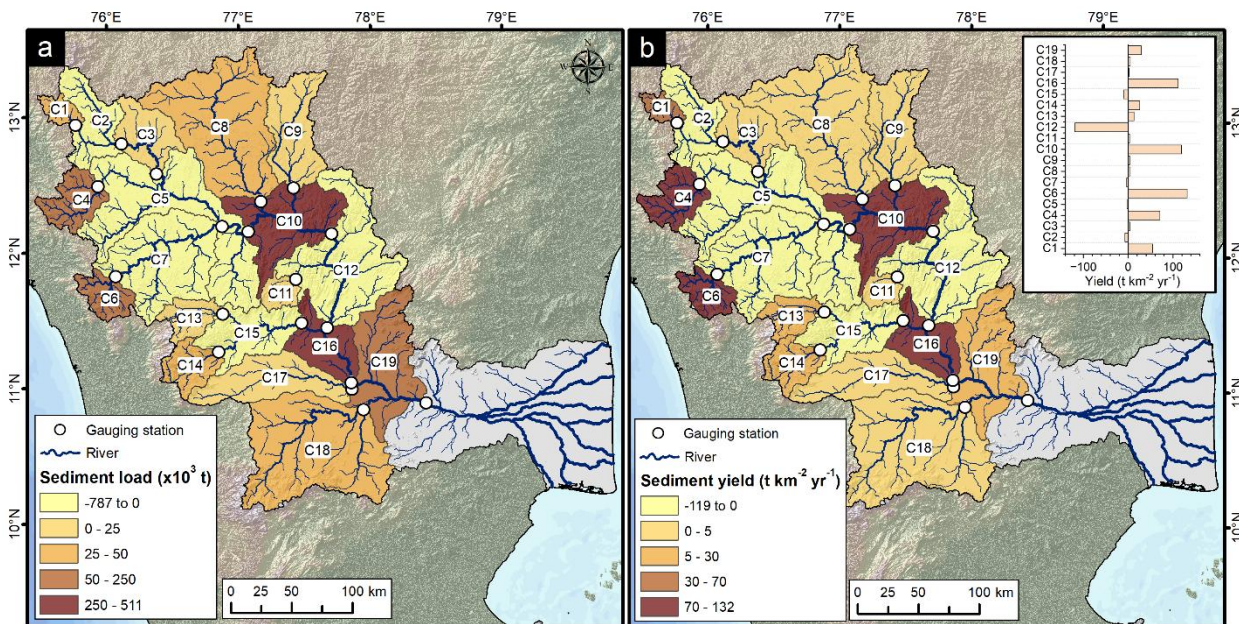 76°E 77°E 78°E 79°E
a
N
W E
S
13°N
12°N
11°N
10°N
C1
C2
C3
C4
C5
C6
C7
C8
C9
C10
C11
C12
C13
C14
C15
C16
C17
C18
C19
Gauging station
River
Sediment load (x10³ t)
-787 to 0
0 - 25
25 - 50
50 - 250
250 - 511
0 25 50 100 km
76°E 77°E 78°E 79°E
b
C1
C2
C3
C4
C5
C6
C7
C8
C9
C10
C11
C12
C13
C14
C15
C16
C17
C18
C19
Gauging station
River
Sediment yield (t km⁻² yr⁻¹)
-119 to 0
0 - 5
5 - 30
30 - 70
70 - 132
0 25 50 100 km
C19
C18
C17
C16
C15
C14
C13
C12
C11
C10
C9
C8
C7
C6
C5
C4
C3
C2
C1
-100 0 100
Yield (t km⁻² yr⁻¹)
13°N
12°N
11°N
10°N